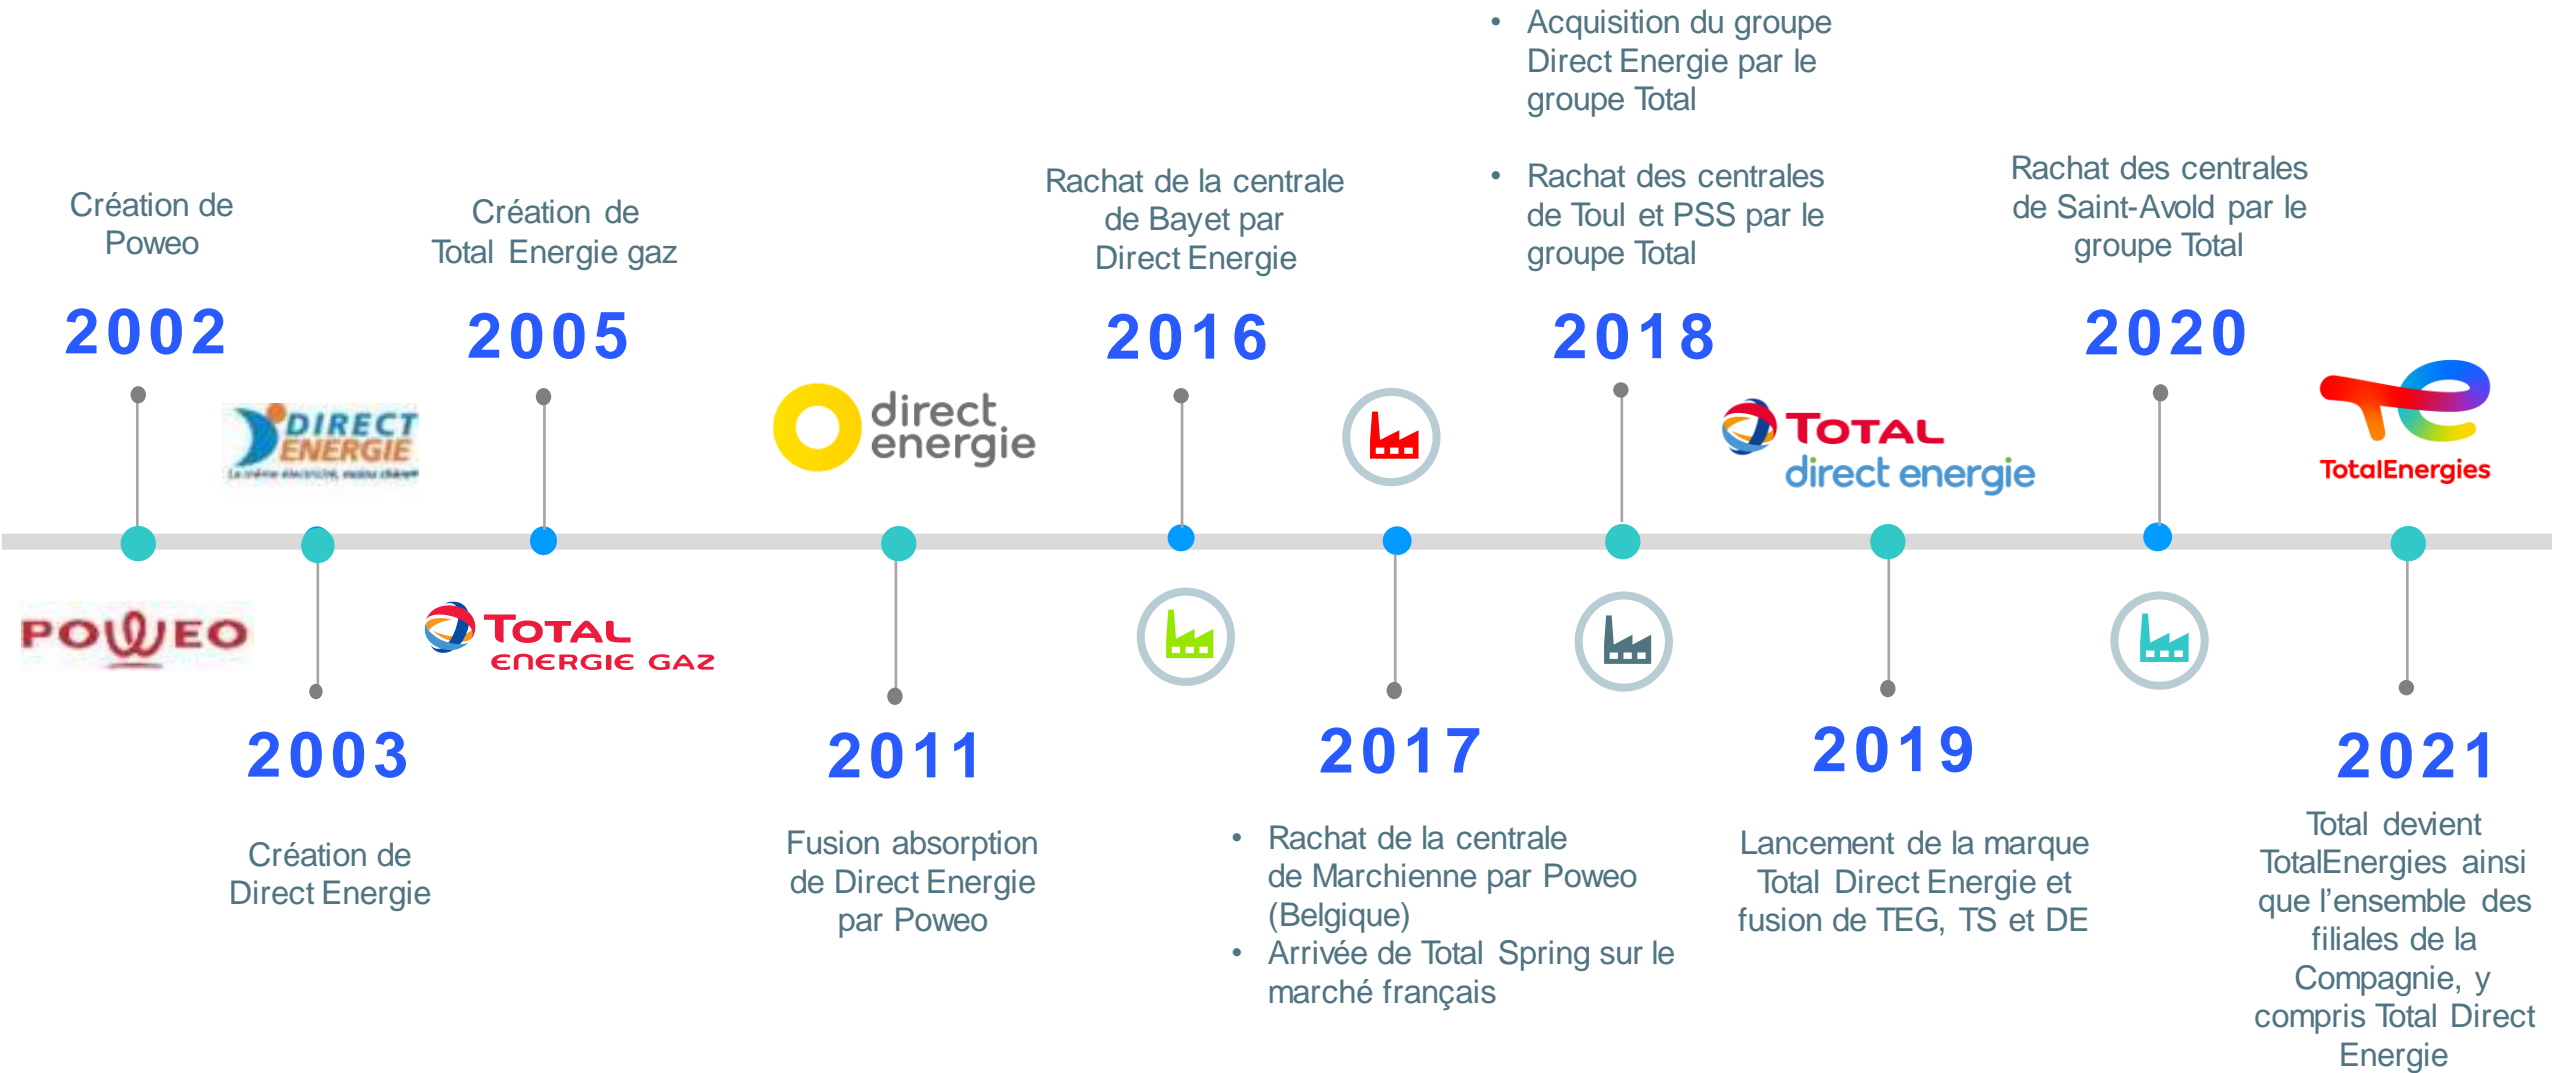 Création de
Poweo
2002
POWEO
DIRECT
ENERGIE
La même électricité, moins chère
2003
Création de
Direct Energie
Création de
Total Energie gaz
2005
TOTAL
ENERGIE GAZ
direct
energie
2011
Fusion absorption
de Direct Energie
par Poweo
Rachat de la centrale
de Bayet par
Direct Energie
2016
2017
• Rachat de la centrale
de Marchienne par Poweo
(Belgique)
• Arrivée de Total Spring sur le
marché français
• Acquisition du groupe
Direct Energie par le
groupe Total
• Rachat des centrales
de Toul et PSS par le
groupe Total
2018
TOTAL
direct energie
2019
Lancement de la marque
Total Direct Energie et
fusion de TEG, TS et DE
Rachat des centrales
de Saint-Avold par le
groupe Total
2020
TotalEnergies
2021
Total devient
TotalEnergies ainsi
que l'ensemble des
filiales de la
Compagnie, y
compris Total Direct
Energie